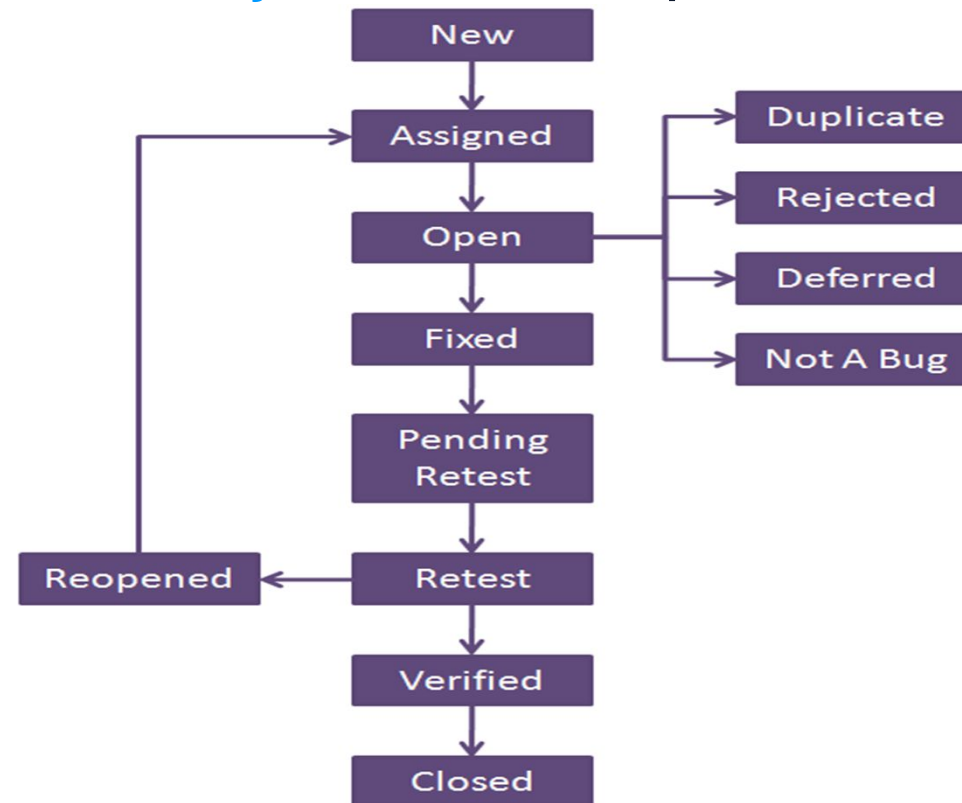 New
Assigned
Duplicate
Rejected
Open
Deferred
Fixed
Not A Bug
Pending
Retest
Reopened
Retest
Verified
Closed